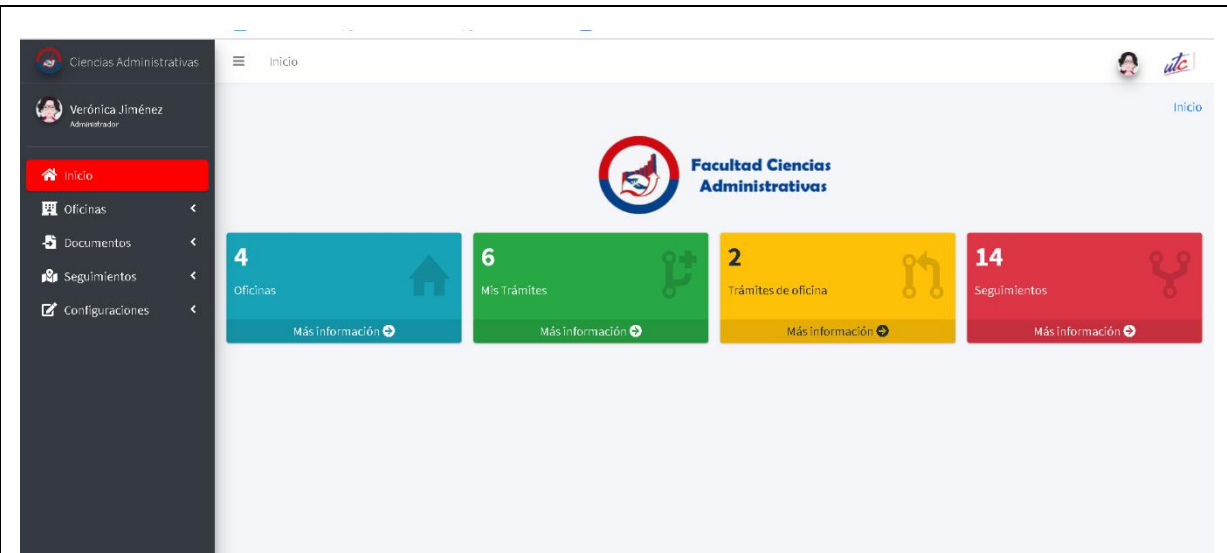 Ciencias Administrativas
Inicio
utc
Verónica Jiménez
Administrador
Inicio
Inicio
Oficinas
Documentos
Seguimientos
Configuraciones
Facultad Ciencias
Administrativas
4
Oficinas
Más información
6
Mis Trámites
Más información
2
Trámites de oficina
Más información
14
Seguimientos
Más información